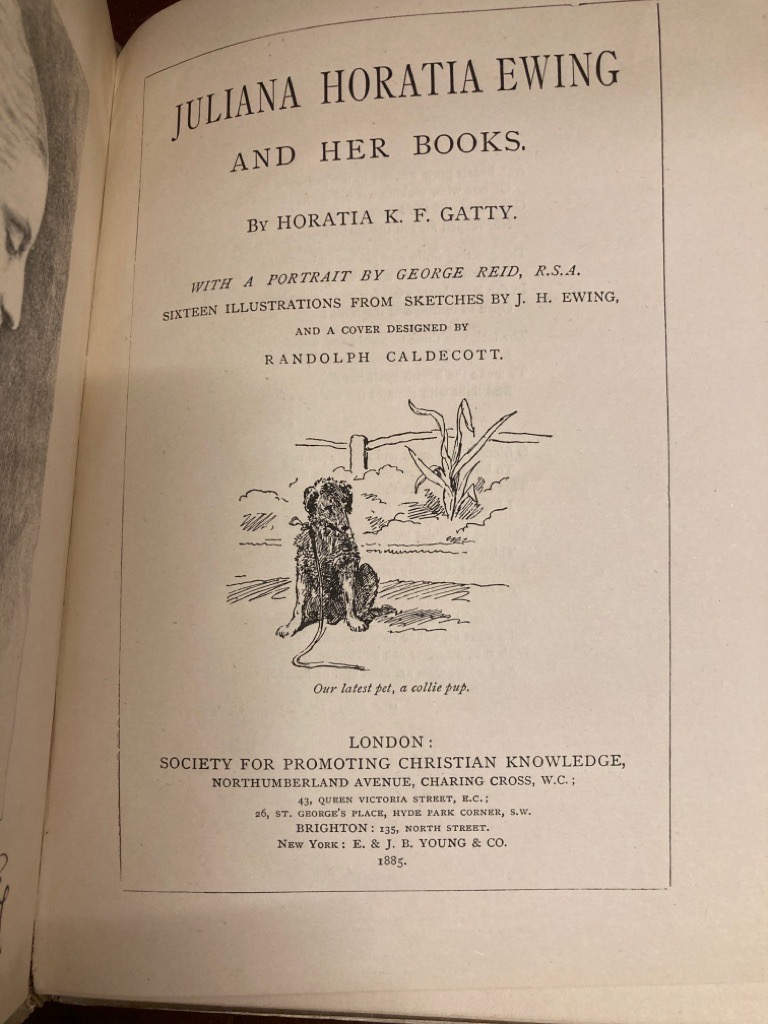 JULIANA HORATIA EWING
AND HER BOOKS.
By HORATIA K. F. GATTY.
WITH A PORTRAIT BY GEORGE REID, R.S.A.
SIXTEEN ILLUSTRATIONS FROM SKETCHES BY J. H. EWING,
AND A COVER DESIGNED BY
RANDOLPH CALDECOTT.
Our latest pet, a collie pup.
LONDON:
SOCIETY FOR PROMOTING CHRISTIAN KNOWLEDGE,
NORTHUMBERLAND AVENUE, CHARING CROSS, W.C.;
43, QUEEN VICTORIA STREET, E.C.;
26, ST. GEORGE'S PLACE, HYDE PARK CORNER, S.W.
BRIGHTON: 135, NORTH STREET.
NEW YORK: E. & J. B. YOUNG & CO.
1885.